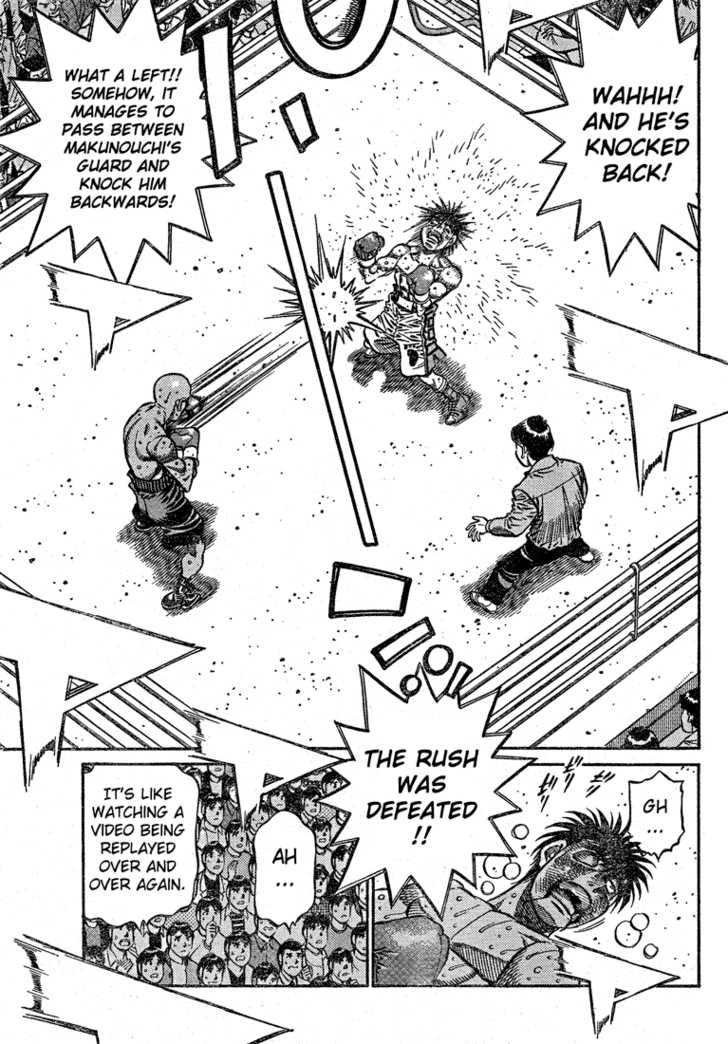 WAHHH!
AND HE'S
KNOCKED
BACK!
WHAT A LEFT!!
SOMEHOW, IT
MANAGES TO
PASS BETWEEN
MAKUNOUCHI'S
GUARD AND
KNOCK HIM
BACKWARDS!
GH
...
THE RUSH
WAS
DEFEATED
!!
AH
...
IT'S LIKE
WATCHING A
VIDEO BEING
REPLAYED
OVER AND
OVER AGAIN.